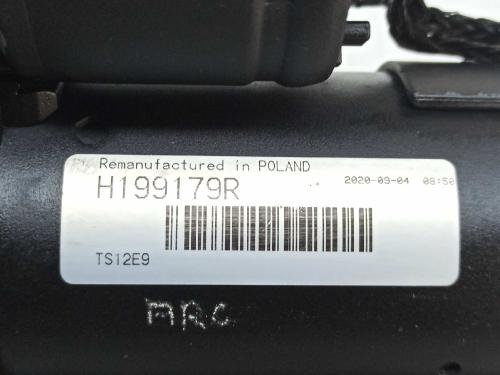 Remanufactured in POLAND
H199179R 2020-09-04 08:50
TS12E9
MRC